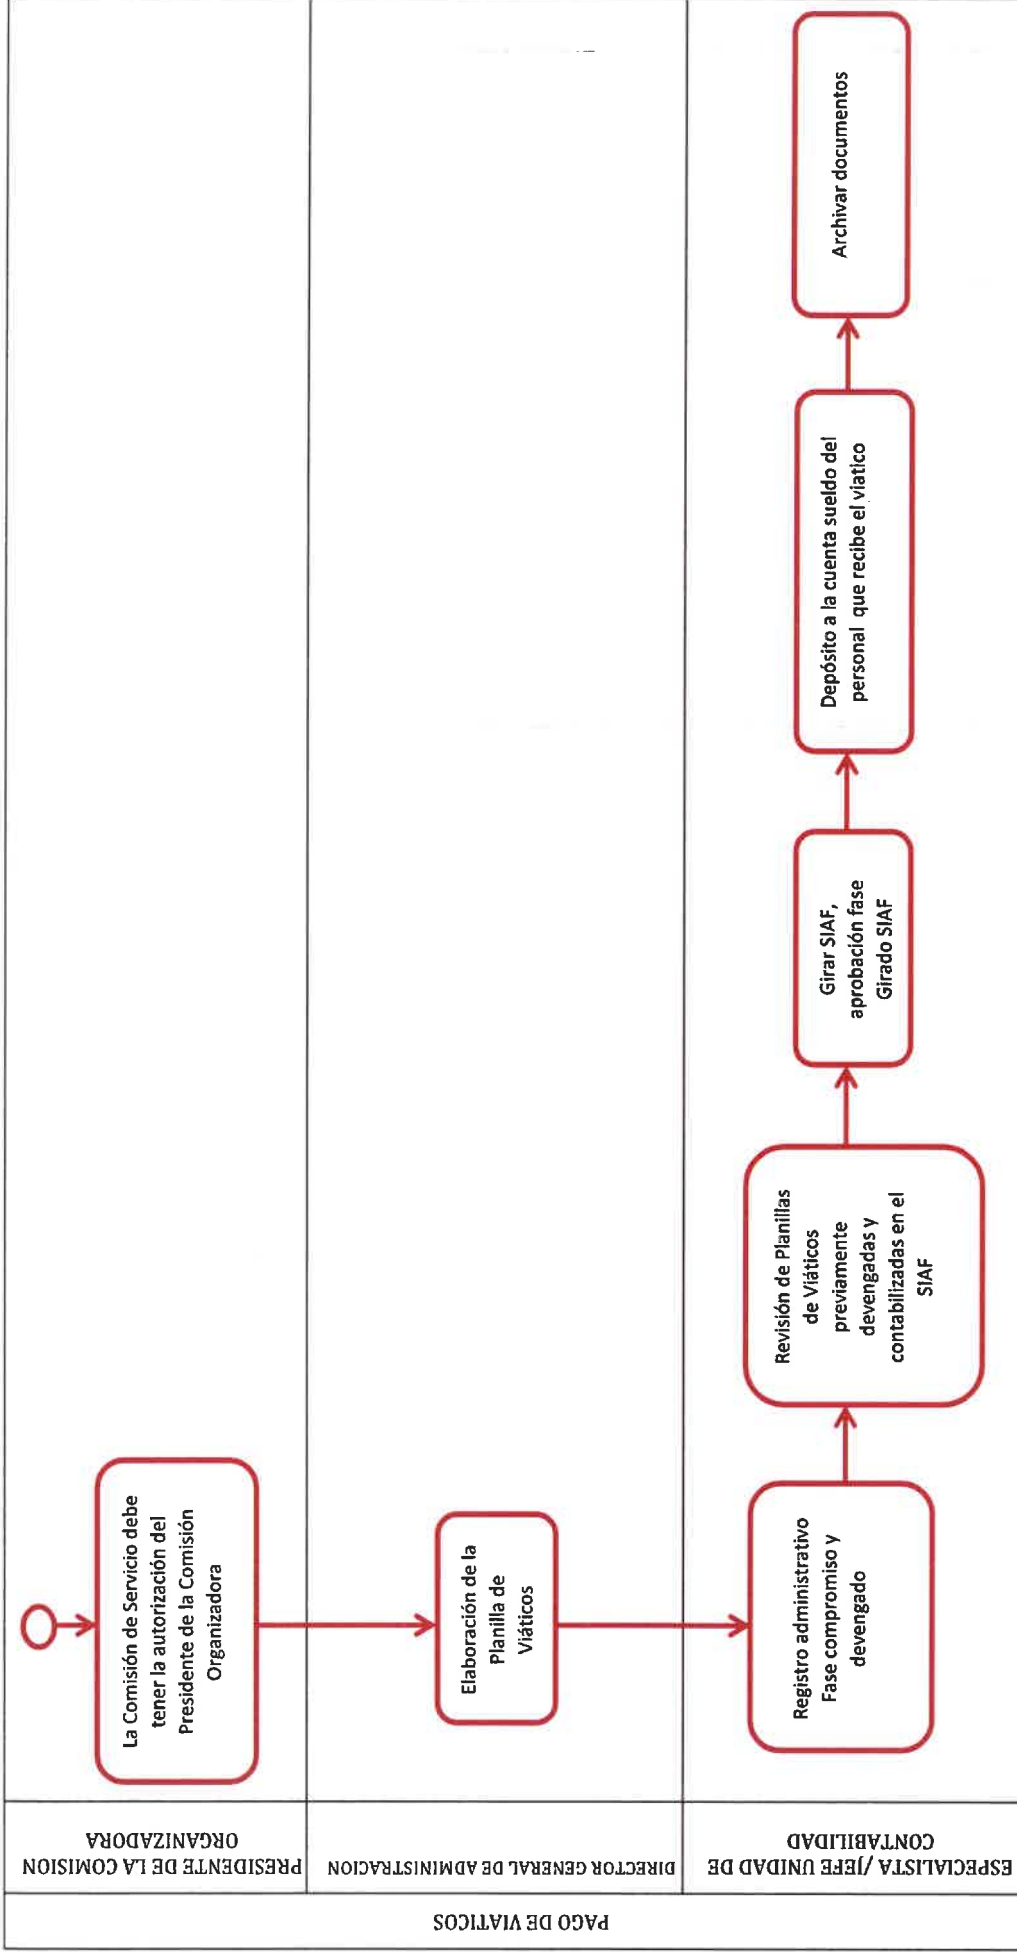 PAGO DE VIATICOS
PRESIDENTE DE LA COMISION
ORGANIZADORA
La Comisión de Servicio debe
tener la autorización del
Presidente de la Comisión
Organizadora
DIRECTOR GENERAL DE ADMINISTRACION
Elaboración de la
Planilla de
Viáticos
ESPECIALISTA /JEFE UNIDAD DE
CONTABILIDAD
Registro administrativo
Fase compromiso y
devengado
Revisión de Planillas
de Viáticos
previamente
devengadas y
contabilizadas en el
SIAF
Girar SIAF,
aprobación fase
Girado SIAF
Depósito a la cuenta sueldo del
personal que recibe el viatico
Archivar documentos